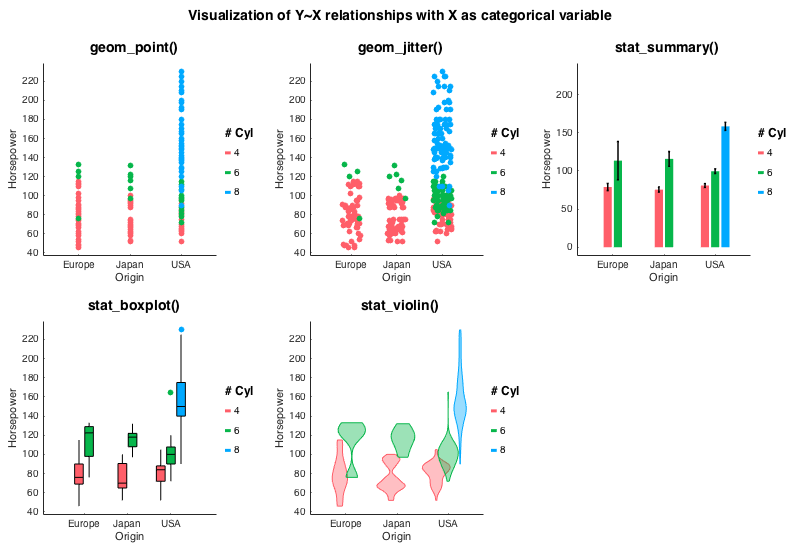 Visualization of Y~X relationships with X as categorical variable
geom_point()
220
200
180
160
140
120
100
80
60
40
Horsepower
Europe Japan USA
Origin
# Cyl
4
6
8
geom_jitter()
220
200
180
160
140
120
100
80
60
40
Horsepower
Europe Japan USA
Origin
# Cyl
4
6
8
stat_summary()
200
150
100
50
0
Horsepower
Europe Japan USA
Origin
# Cyl
4
6
8
stat_boxplot()
220
200
180
160
140
120
100
80
60
40
Horsepower
Europe Japan USA
Origin
# Cyl
4
6
8
stat_violin()
220
200
180
160
140
120
100
80
60
40
Horsepower
Europe Japan USA
Origin
# Cyl
4
6
8